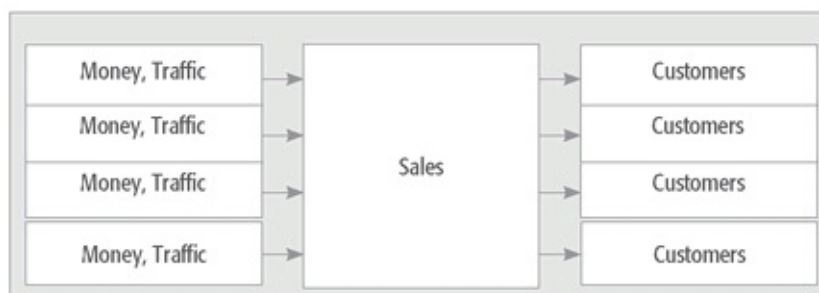 Money, Traffic
Money, Traffic
Money, Traffic
Money, Traffic
Sales
Customers
Customers
Customers
Customers